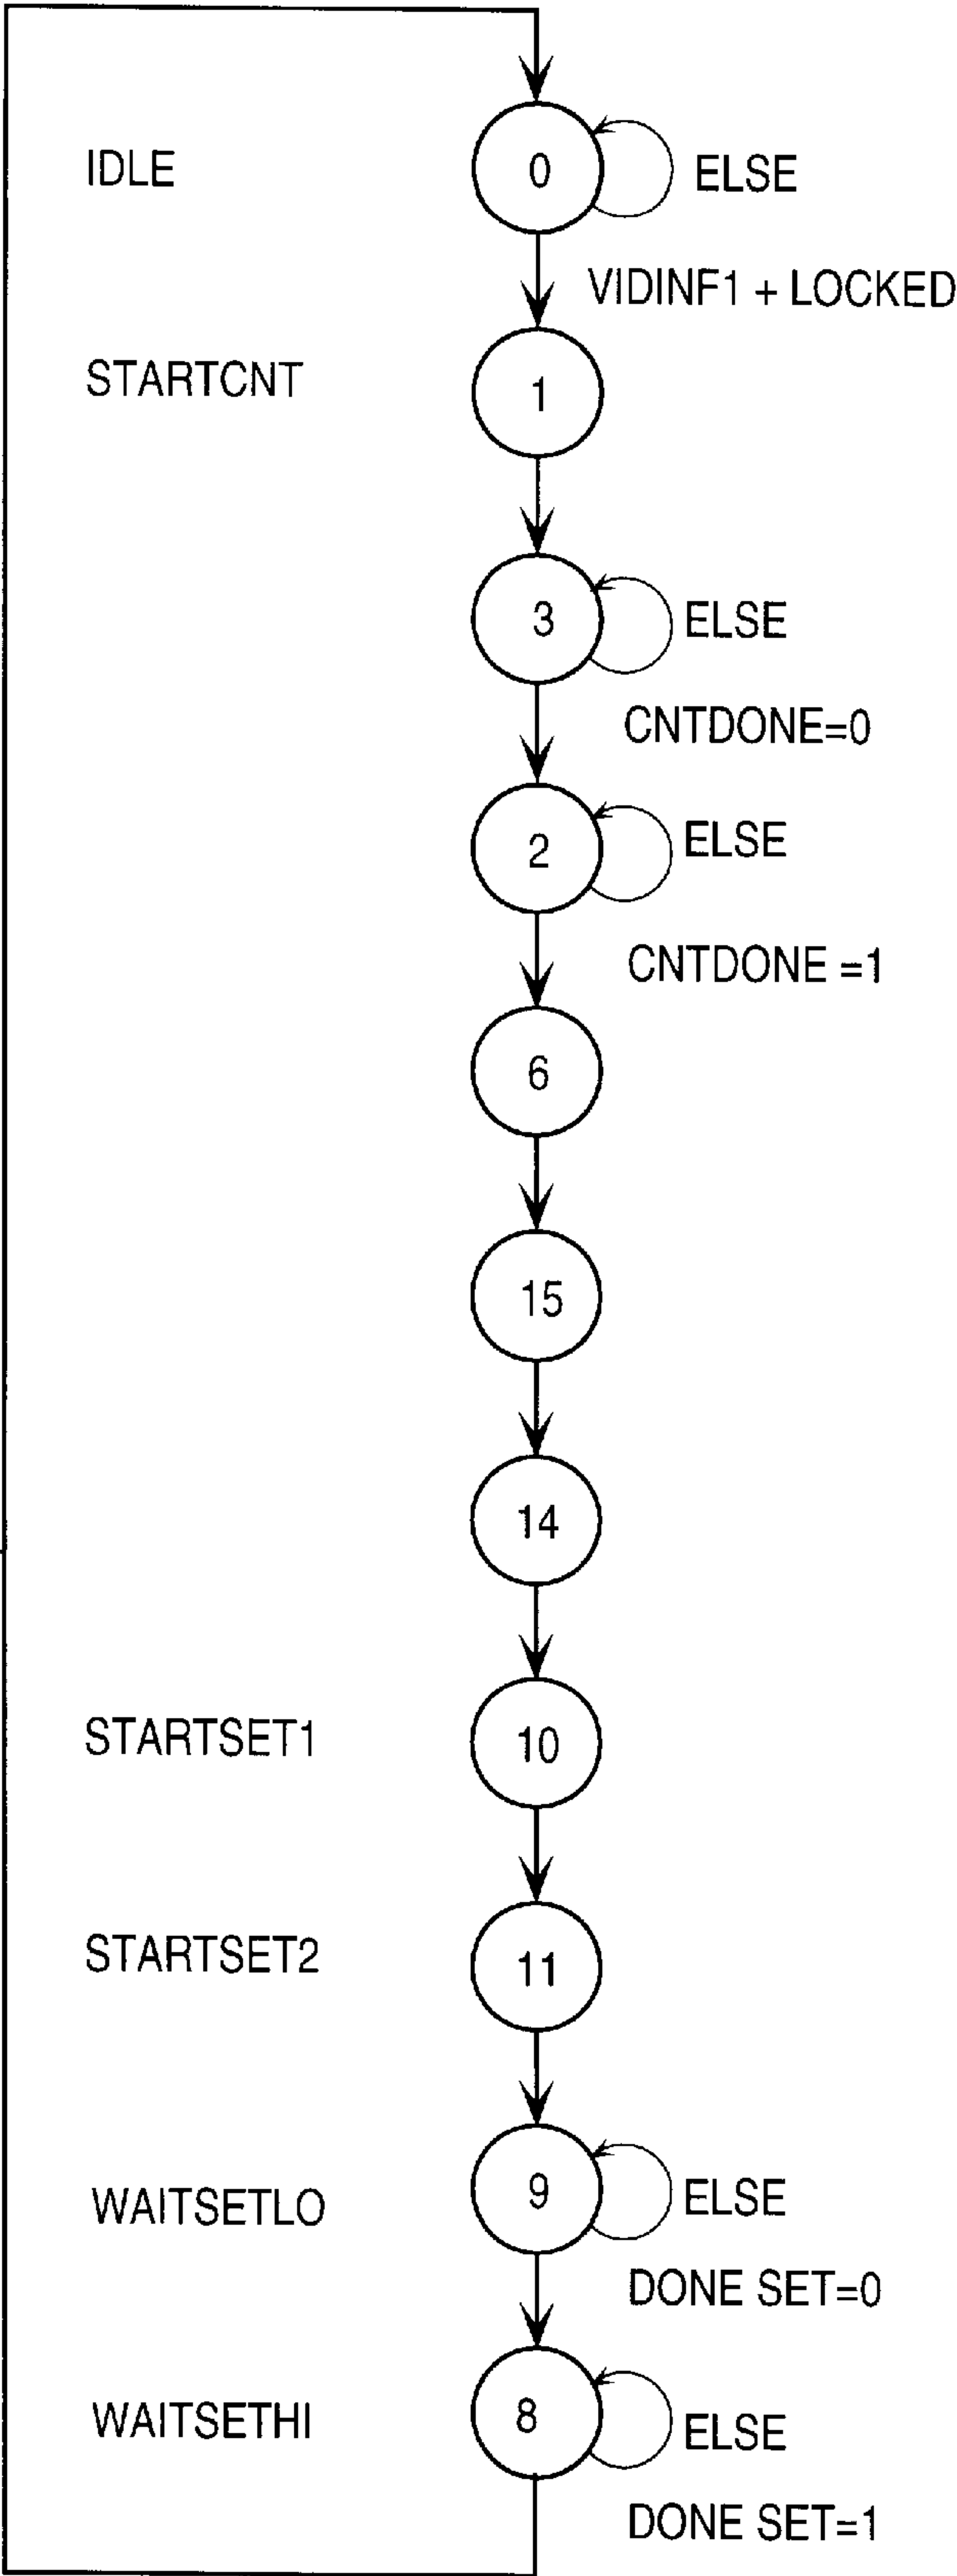 IDLE
0
ELSE
VIDINF1 + LOCKED
STARTCNT
1
3
ELSE
CNTDONE=0
2
ELSE
CNTDONE =1
6
15
14
STARTSET1
10
STARTSET2
11
WAITSETLO
9
ELSE
DONE SET=0
WAITSETHI
8
ELSE
DONE SET=1